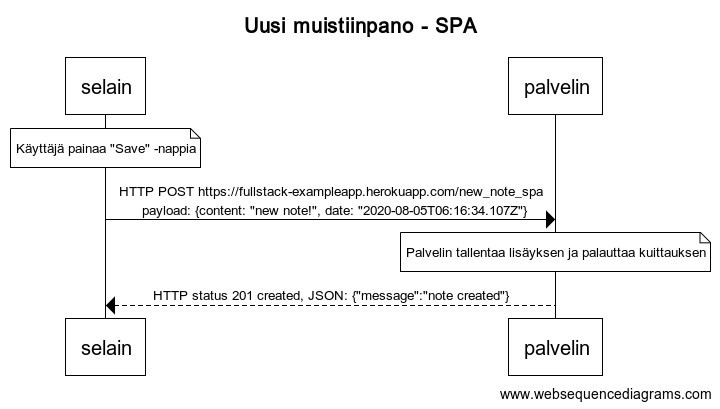 Uusi muistiinpano - SPA
selain
palvelin
Käyttäjä painaa "Save" -nappia
HTTP POST https://fullstack-exampleapp.herokuapp.com/new_note_spa
payload: {content: "new note!", date: "2020-08-05T06:16:34.107Z"}
Palvelin tallentaa lisäyksen ja palauttaa kuittauksen
HTTP status 201 created, JSON: {"message":"note created"}
selain
palvelin
www.websequencediagrams.com